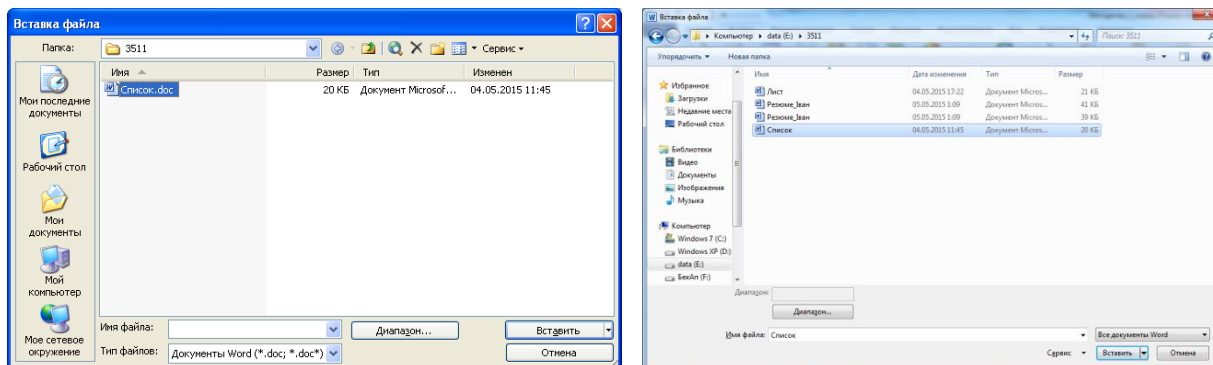 Вставка файла
Папка:
3511
Сервис
Имя
Размер
Тип
Изменен
Список.doc
20 КБ
Документ Microsof...
04.05.2015 11:45
Мои последние
документы
Рабочий стол
Мои
документы
Мой
компьютер
Мое сетевое
окружение
Имя файла:
Диапазон...
Вставить
Тип файлов:
Документы Word (*.doc; *.doc*)
Отмена
Вставка файла
Компьютер
data (E:)
3511
Поиск: 3511
Упорядочить
Новая папка
Имя
Дата изменения
Тип
Размер
Избранное
Загрузки
Недавние места
Рабочий стол
Библиотеки
Видео
Документы
Изображения
Музыка
Компьютер
Windows 7 (C:)
Windows XP (D:)
data (E:)
БекАп (F:)
Лист
04.05.2015 17:22
Документ Micros...
21 КБ
Резюме_Іван
05.05.2015 1:09
Документ Micros...
41 КБ
Резюме_Іван
05.05.2015 1:09
Документ Micros...
39 КБ
Список
04.05.2015 11:45
Документ Micros...
20 КБ
Диапазон:
Диапазон...
Имя файла:
Список
Все документы Word
Сервис
Вставить
Отмена